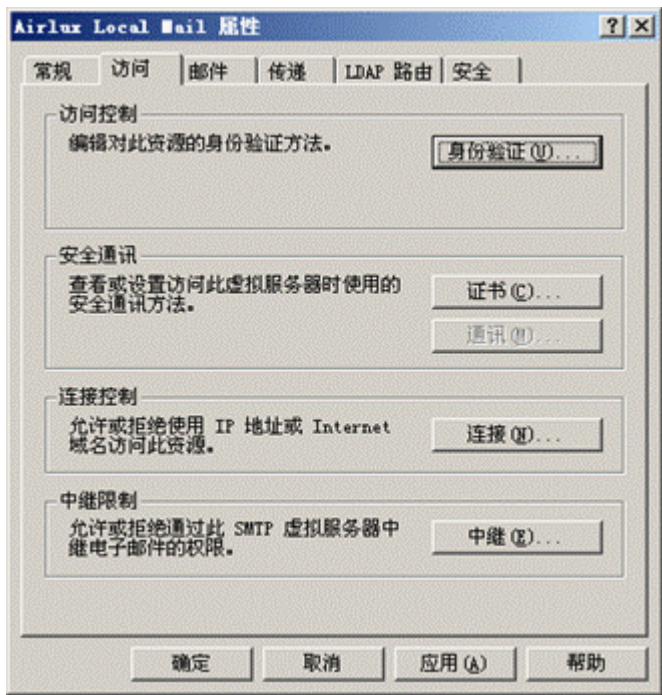 Airlux Local Mail 属性
常规 访问 邮件 传递 LDAP 路由 安全
访问控制
编辑对此资源的身份验证方法。
身份验证(U)...
安全通讯
查看或设置访问此虚拟服务器时使用的
安全通讯方法。
证书(C)...
通讯(M)...
连接控制
允许或拒绝使用 IP 地址或 Internet
域名访问此资源。
连接(N)...
中继限制
允许或拒绝通过此 SMTP 虚拟服务器中
继电子邮件的权限。
中继(E)...
确定 取消 应用(A) 帮助